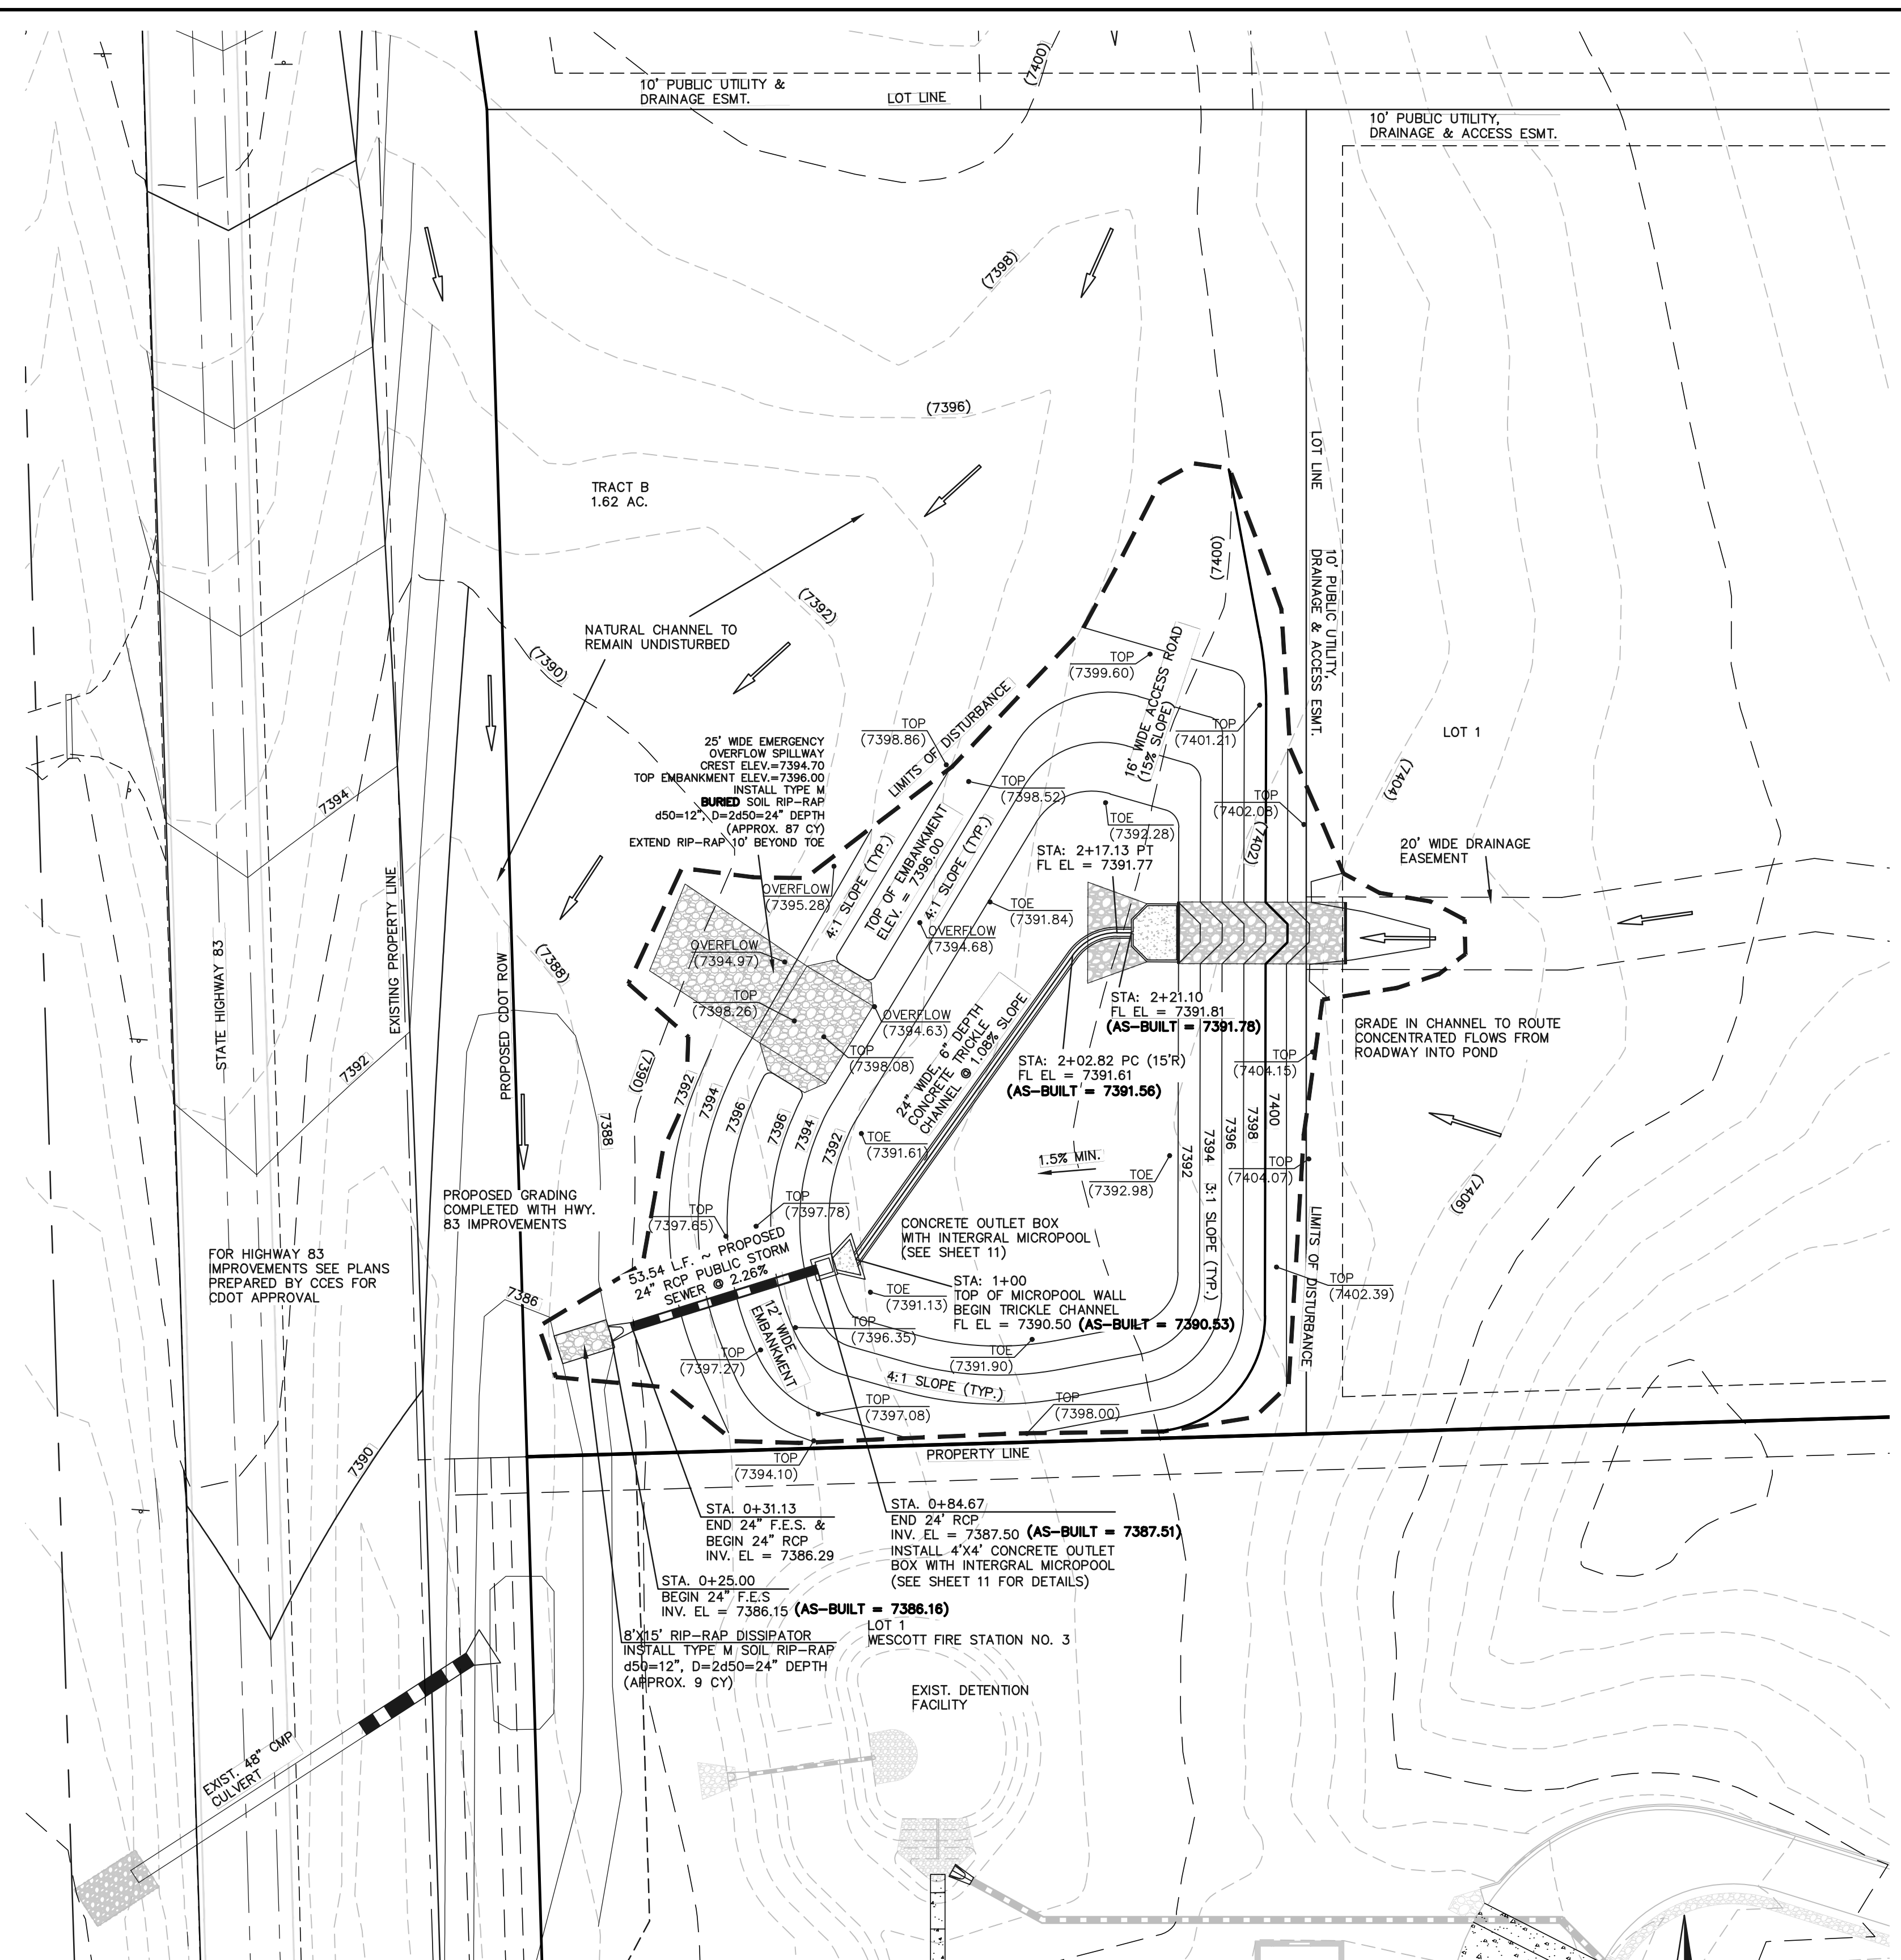 10' PUBLIC UTILITY &
DRAINAGE ESMT.
LOT LINE
(7400)
10' PUBLIC UTILITY,
DRAINAGE & ACCESS ESMT.
(7398)
(7396)
TRACT B
1.62 AC.
LOT LINE
10' PUBLIC UTILITY,
DRAINAGE & ACCESS ESMT.
(7400)
(7392)
NATURAL CHANNEL TO
REMAIN UNDISTURBED
(7390)
TOP
(7399.60)
16' WIDE ACCESS ROAD
(15% SLOPE)
TOP
(7401.21)
LOT 1
TOP
(7398.86)
LIMITS OF DISTURBANCE
25' WIDE EMERGENCY
OVERFLOW SPILLWAY
CREST ELEV.=7394.70
TOP EMBANKMENT ELEV.=7396.00
INSTALL TYPE M
BURIED SOIL RIP-RAP
d50=12", D=2d50=24" DEPTH
(APPROX. 87 CY)
EXTEND RIP-RAP 10' BEYOND TOE
TOP
(7398.52)
TOP
(7402.08)
(7402)
(7404)
7394
TOE
(7392.28)
STA: 2+17.13 PT
FL EL = 7391.77
20' WIDE DRAINAGE
EASEMENT
4:1 SLOPE (TYP.)
TOP OF EMBANKMENT
ELEV. = 7396.00
4:1 SLOPE (TYP.)
OVERFLOW
(7395.28)
TOE
(7391.84)
OVERFLOW
(7394.68)
OVERFLOW
(7394.97)
STATE HIGHWAY 83
EXISTING PROPERTY LINE
PROPOSED CDOT ROW
(7388)
TOP
(7398.26)
OVERFLOW
(7394.63)
TOP
(7398.08)
24" WIDE, 6" DEPTH
CONCRETE TRICKLE
CHANNEL @ 1.08% SLOPE
STA: 2+21.10
FL EL = 7391.81
(AS-BUILT = 7391.78)
GRADE IN CHANNEL TO ROUTE
CONCENTRATED FLOWS FROM
ROADWAY INTO POND
STA: 2+02.82 PC (15'R)
FL EL = 7391.61
(AS-BUILT = 7391.56)
TOP
(7404.15)
7392
(7390)
7392
7394
7396
7396
7394
7392
7388
TOE
(7391.61)
1.5% MIN.
TOE
(7392.98)
7392
7394
7396
7398
7400
3:1 SLOPE (TYP.)
TOP
(7404.07)
(7406)
PROPOSED GRADING
COMPLETED WITH HWY.
83 IMPROVEMENTS
TOP
(7397.65)
TOP
(7397.78)
CONCRETE OUTLET BOX
WITH INTERGRAL MICROPOOL
(SEE SHEET 11)
LIMITS OF DISTURBANCE
FOR HIGHWAY 83
IMPROVEMENTS SEE PLANS
PREPARED BY CCES FOR
CDOT APPROVAL
53.54 L.F. ~ PROPOSED
24" RCP PUBLIC STORM
SEWER @ 2.26%
7386
TOE
(7391.13)
STA: 1+00
TOP OF MICROPOOL WALL
BEGIN TRICKLE CHANNEL
FL EL = 7390.50 (AS-BUILT = 7390.53)
TOP
(7402.39)
12' WIDE
EMBANKMENT
TOP
(7396.35)
TOP
(7397.27)
TOE
(7391.90)
4:1 SLOPE (TYP.)
TOP
(7397.08)
TOP
(7398.00)
7390
TOP
(7394.10)
PROPERTY LINE
STA. 0+31.13
END 24" F.E.S. &
BEGIN 24" RCP
INV. EL = 7386.29
STA. 0+84.67
END 24' RCP
INV. EL = 7387.50 (AS-BUILT = 7387.51)
INSTALL 4'X4' CONCRETE OUTLET
BOX WITH INTERGRAL MICROPOOL
(SEE SHEET 11 FOR DETAILS)
STA. 0+25.00
BEGIN 24" F.E.S
INV. EL = 7386.15 (AS-BUILT = 7386.16)
8'X15' RIP-RAP DISSIPATOR
INSTALL TYPE M SOIL RIP-RAP
d50=12", D=2d50=24" DEPTH
(APPROX. 9 CY)
LOT 1
WESCOTT FIRE STATION NO. 3
EXIST. DETENTION
FACILITY
EXIST. 48" CMP
CULVERT